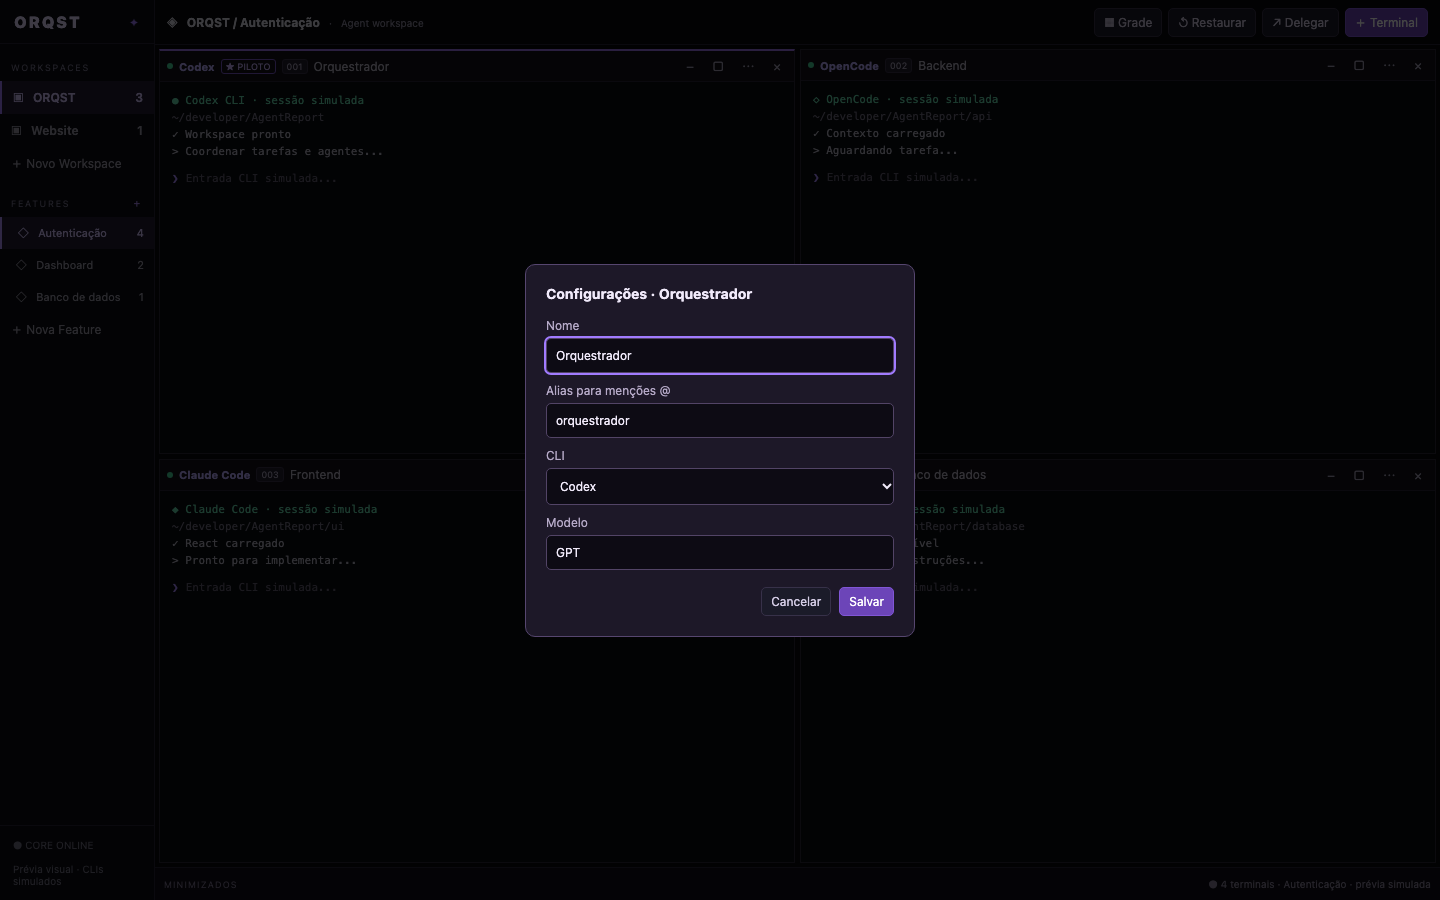 ORQST
◈ ORQST / Autenticação · Agent workspace
Grade
Restaurar
Delegar
+ Terminal
WORKSPACES
ORQST 3
Website 1
+ Novo Workspace
FEATURES +
Autenticação 4
Dashboard 2
Banco de dados 1
+ Nova Feature
CORE ONLINE
Prévia visual · CLIs
simulados
Codex ★ PILOTO 001 Orquestrador
● Codex CLI · sessão simulada
~/developer/AgentReport
✓ Workspace pronto
> Coordenar tarefas e agentes...
❯ Entrada CLI simulada...
OpenCode 002 Backend
◇ OpenCode · sessão simulada
~/developer/AgentReport/api
✓ Contexto carregado
> Aguardando tarefa...
❯ Entrada CLI simulada...
Claude Code 003 Frontend
◆ Claude Code · sessão simulada
~/developer/AgentReport/ui
✓ React carregado
> Pronto para implementar...
❯ Entrada CLI simulada...
nco de dados
essão simulada
ntReport/database
ível
struções...
mulada...
Configurações · Orquestrador
Nome
Orquestrador
Alias para menções @
orquestrador
CLI
Codex
Modelo
GPT
Cancelar
Salvar
MINIMIZADOS
4 terminais · Autenticação · prévia simulada